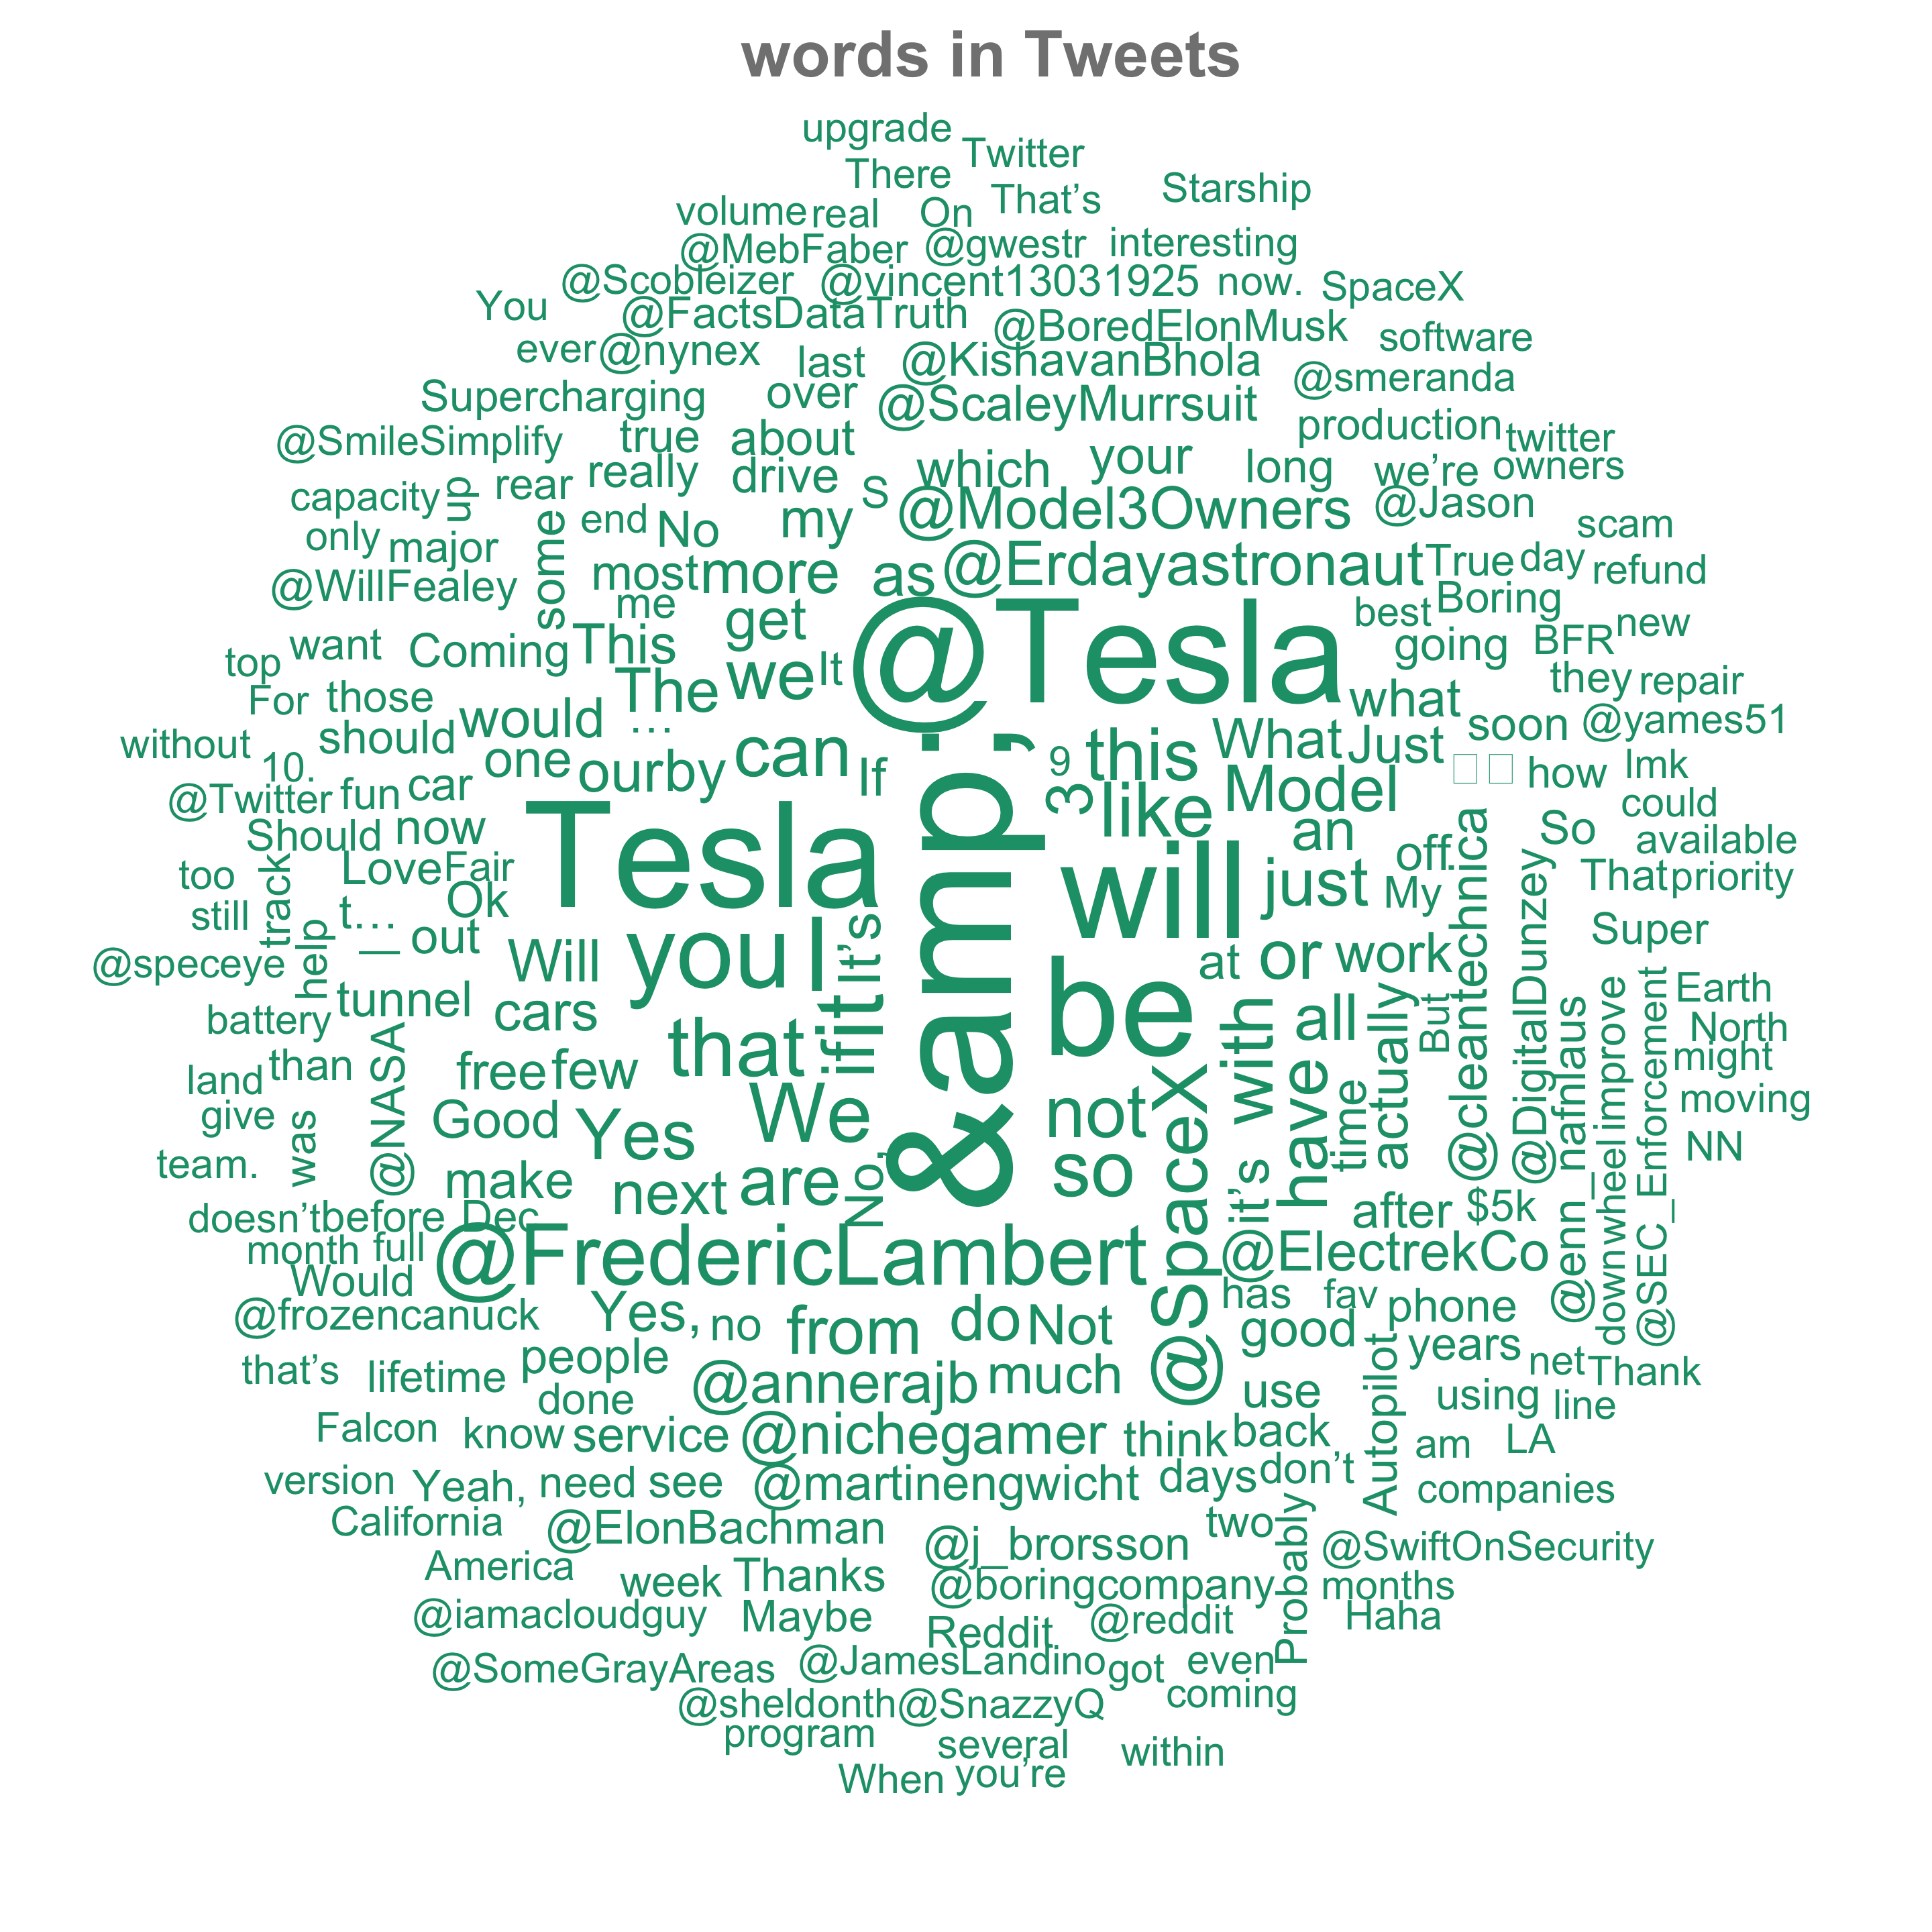 words in Tweets
upgrade
There Twitter
That’s Starship
volume real On
@MebFaber @gwestr interesting
@Scobleizer @vincent13031925 now. SpaceX
You @FactsDataTruth @BoredElonMusk software
ever @nynex last @KishavanBhola @smeranda
Supercharging over @ScaleyMurrsuit
@SmileSimplify true about production twitter
capacity up rear really drive S which your long we’re owners
only major some end No my @Model3Owners @Jason scam
@WillFealey most more as @Erdayastronaut True day refund
me get best Boring new
top want Coming This we It @Tesla going BFR
For those would The … what they repair
without should one can 9 this What Just soon @yames51
10. car ourby If 3 Model how lmk
@Twitter fun like could
Should now Tesla &amp; will an off. So available
too track Love Fair just My @cleantechnica @DigitalDunzey That priority
still t… Ok
@speceye help — out Will you I It’s at or work Super
battery tunnel cars if it be with all actually But @enn_nafnlaus improve @SEC_Enforcement Earth
North
land than @NASA free few that might
give was Good Yes We not @SpaceX have time moving
team. make next are No, so it’s NN
doesn’t before Dec after $5k wheel
month full @FredericLambert @ElectrekCo down
Would has fav phone
@frozencanuck Yes, no from do Not good years
that’s lifetime people @annerajb much use Autopilot using net Thank
done line
Falcon know service @nichegamer think back, am LA
version Yeah, need see @martinengwicht days don’t companies
California @ElonBachman @j_brorsson two Probably @SwiftOnSecurity
America week Thanks @boringcompany months
@iamacloudguy Maybe Reddit @reddit Haha
@SomeGrayAreas @JamesLandino got even
@sheldonth @SnazzyQ coming
program several within
When you’re